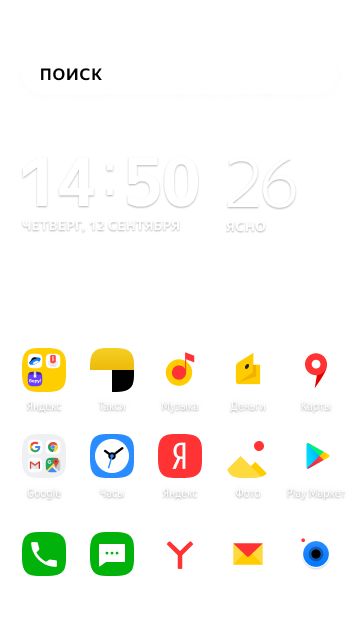 ПОИСК
14:50 26
ЧЕТВЕРГ, 12 СЕНТЯБРЯ ЯСНО
Яндекс Такси Музыка Деньги Карты
Google Часы Яндекс Фото Play Маркет